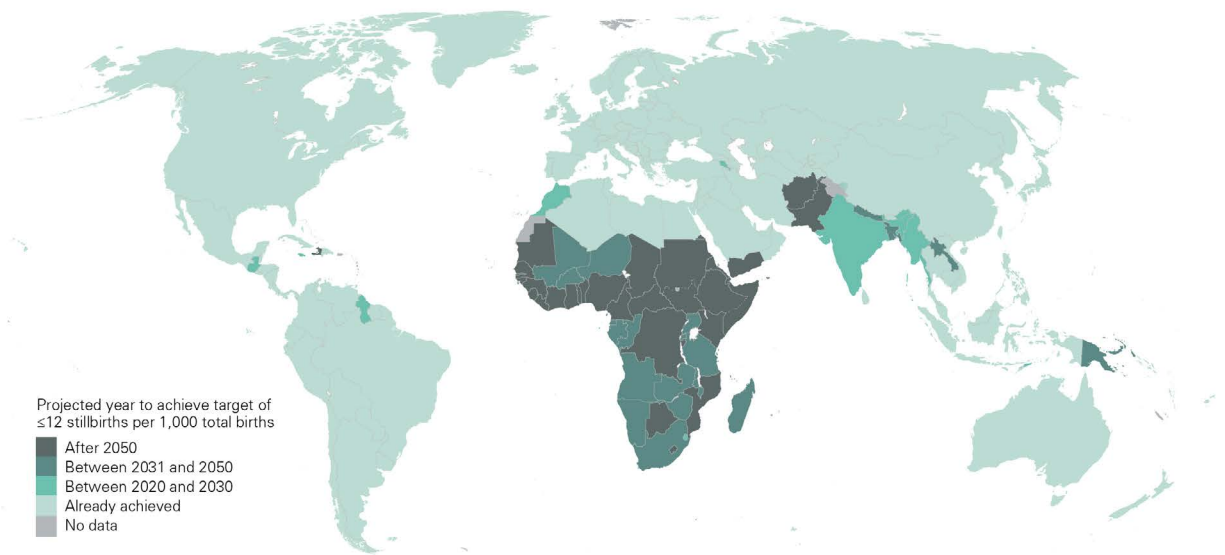 Projected year to achieve target of
≤12 stillbirths per 1,000 total births
After 2050
Between 2031 and 2050
Between 2020 and 2030
Already achieved
No data